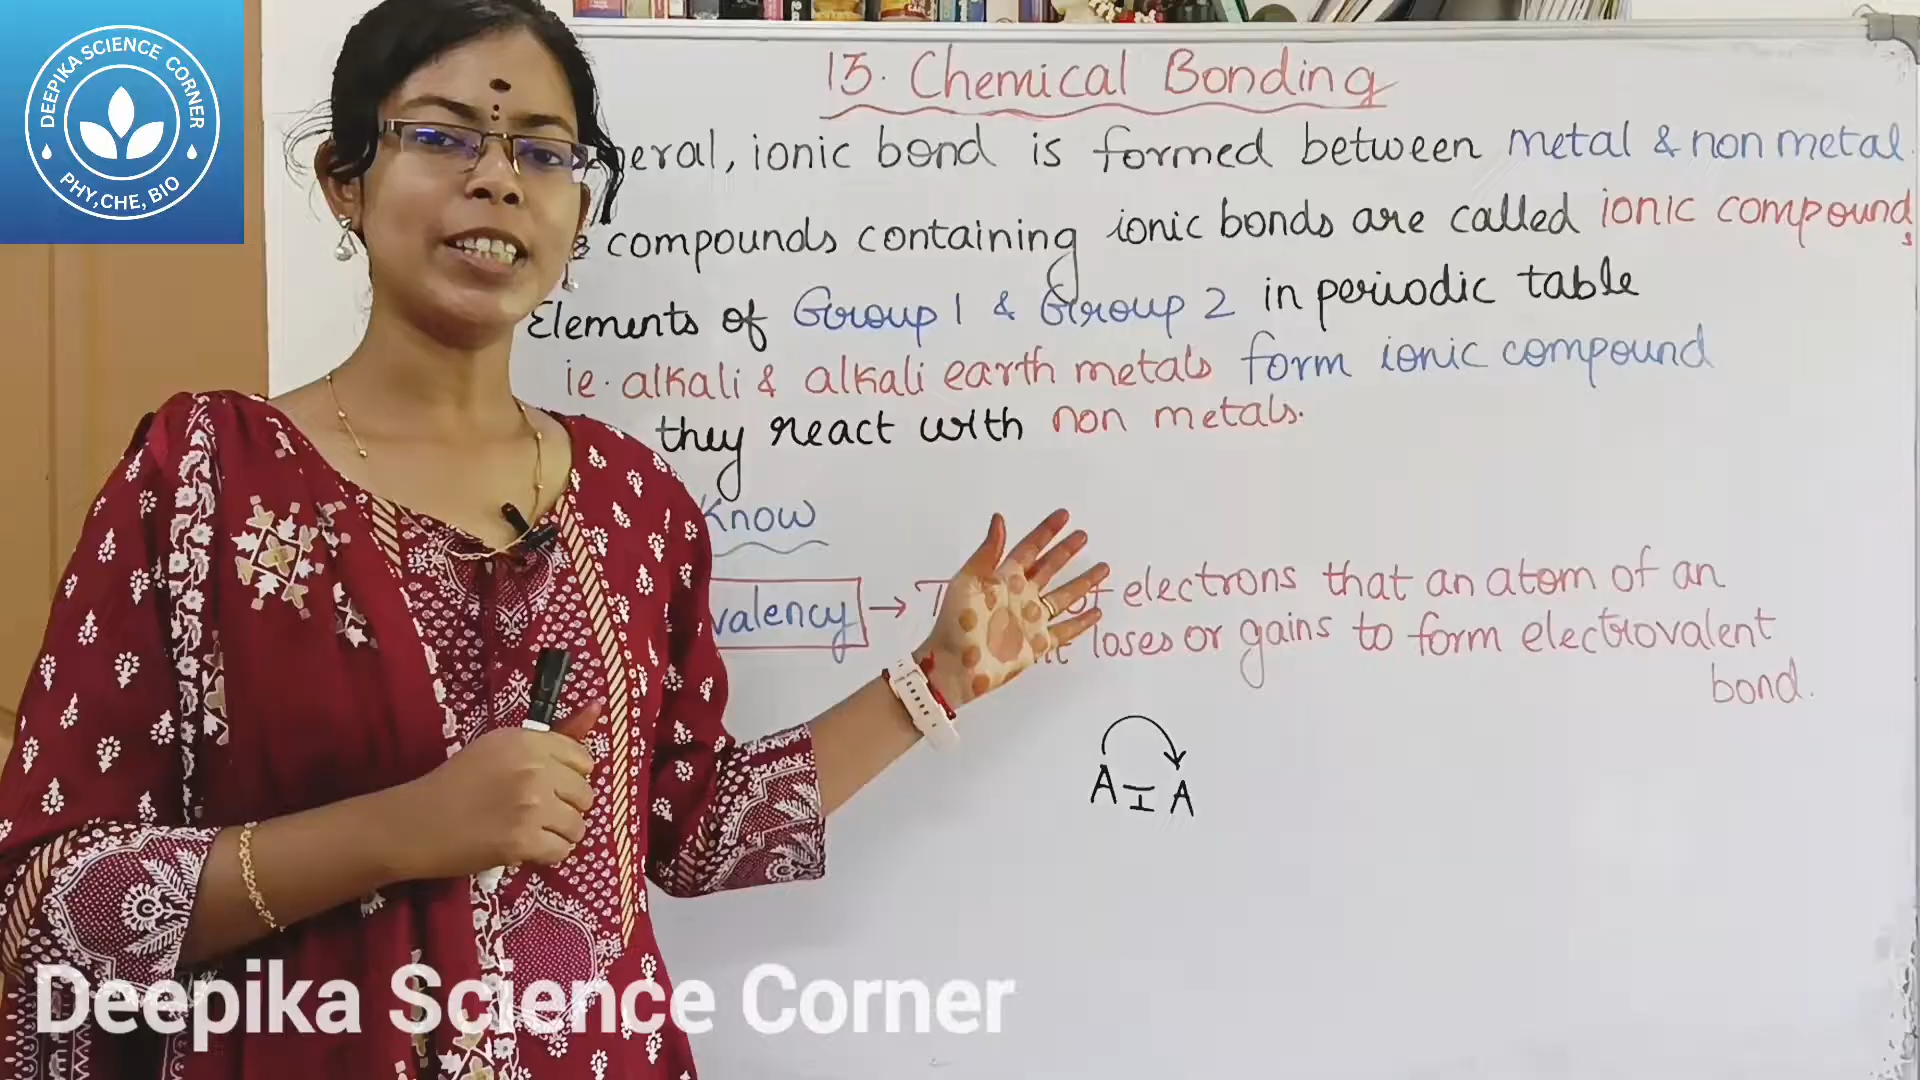 DEEPIKA SCIENCE CORNER
PHY, CHE, BIO
13. Chemical Bonding
neral, ionic bond is formed between metal & non metal.
compounds containing ionic bonds are called ionic compounds
Elements of Group 1 & Group 2 in periodic table
ie. alkali & alkali earth metals form ionic compound
they react with non metals.
Know
valency → of electrons that an atom of an
loses or gains to form electrovalent
bond.
A I A
Deepika Science Corner